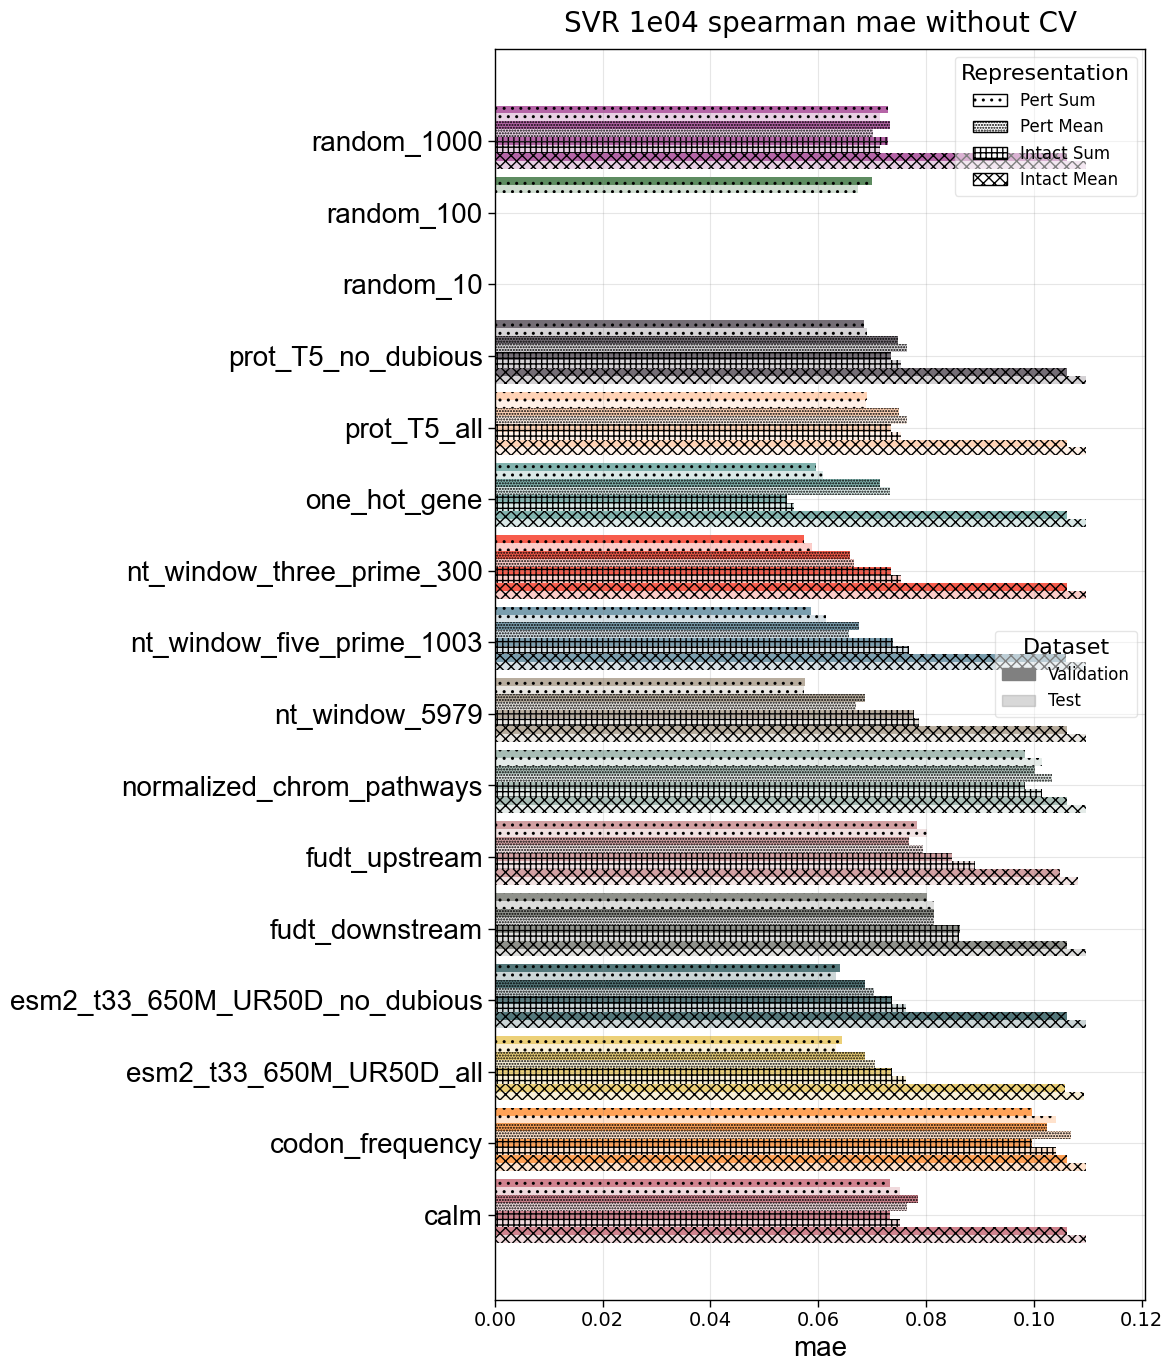 SVR 1e04 spearman mae without CV
Representation
Pert Sum
Pert Mean
Intact Sum
Intact Mean
random_1000
random_100
random_10
prot_T5_no_dubious
prot_T5_all
one_hot_gene
nt_window_three_prime_300
nt_window_five_prime_1003
Dataset
Validation
Test
nt_window_5979
normalized_chrom_pathways
fudt_upstream
fudt_downstream
esm2_t33_650M_UR50D_no_dubious
esm2_t33_650M_UR50D_all
codon_frequency
calm
0.00 0.02 0.04 0.06 0.08 0.10 0.12
mae